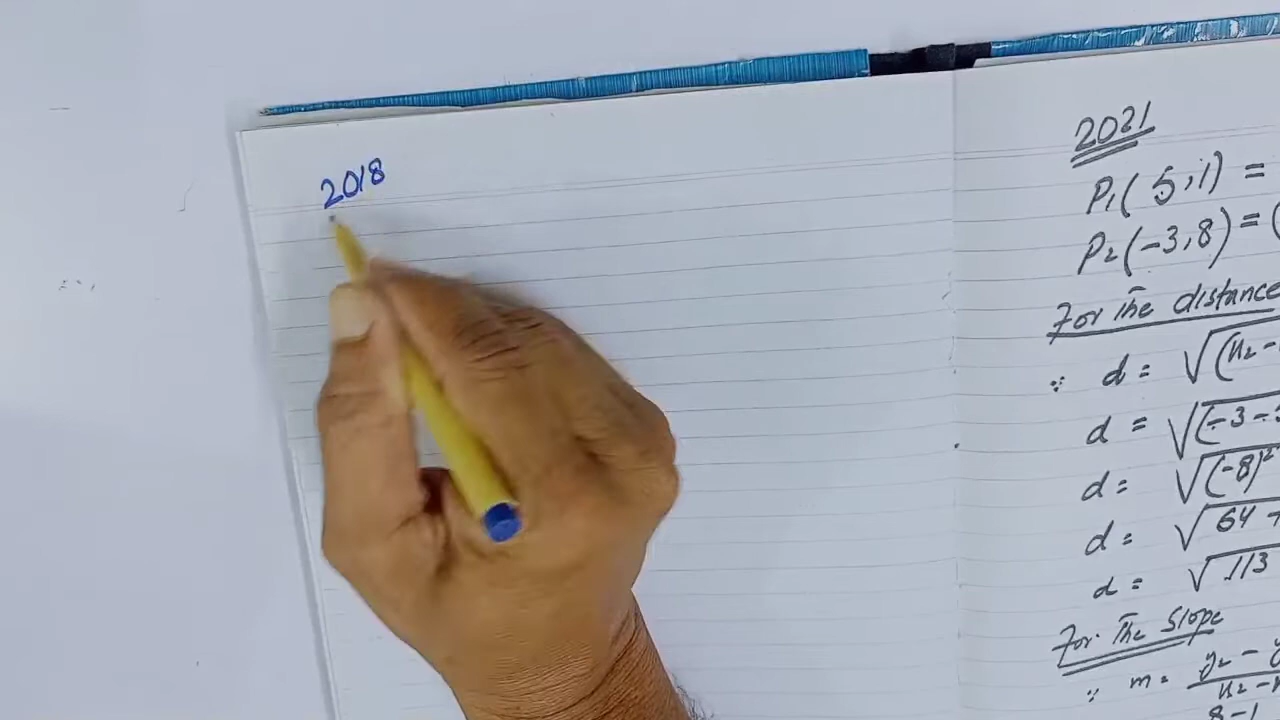 2018
2021
P₁( 5,1) =
P₂(-3,8) = (
For the distance
∵ d = √(x₂ -
d = √(-3-5
d = √(-8)²
d = √64 +
d = √113
For the Slope
∵ m = y₂ - y / x₂ -
8-1